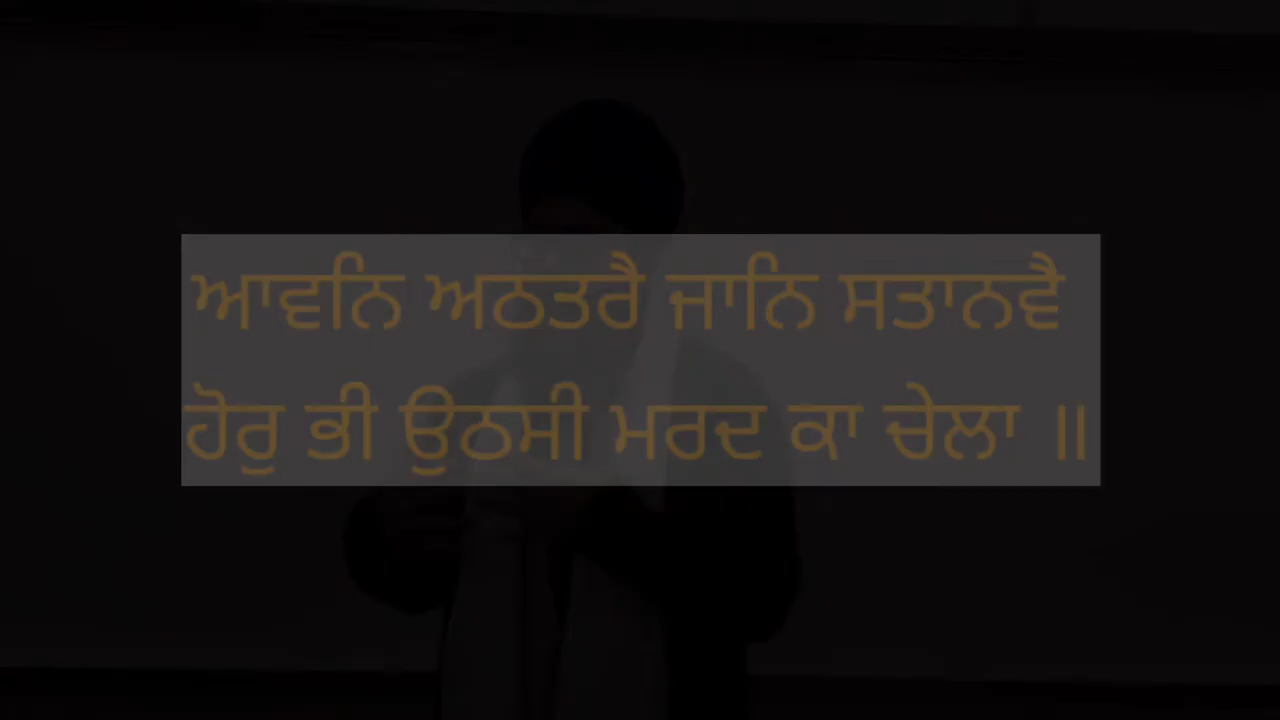 ਆਵਨਿ ਅਠਤਰੈ ਜਾਨਿ ਸਤਾਨਵੈ
ਹੋਰੁ ਭੀ ਉਠਸੀ ਮਰਦ ਕਾ ਚੇਲਾ ॥